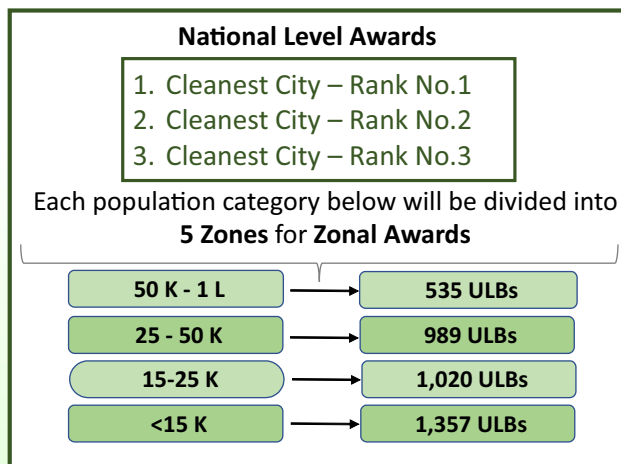 National Level Awards
1. Cleanest City – Rank No.1
2. Cleanest City – Rank No.2
3. Cleanest City – Rank No.3
Each population category below will be divided into
5 Zones for Zonal Awards
50 K - 1 L 535 ULBs
25 - 50 K 989 ULBs
15-25 K 1,020 ULBs
<15 K 1,357 ULBs